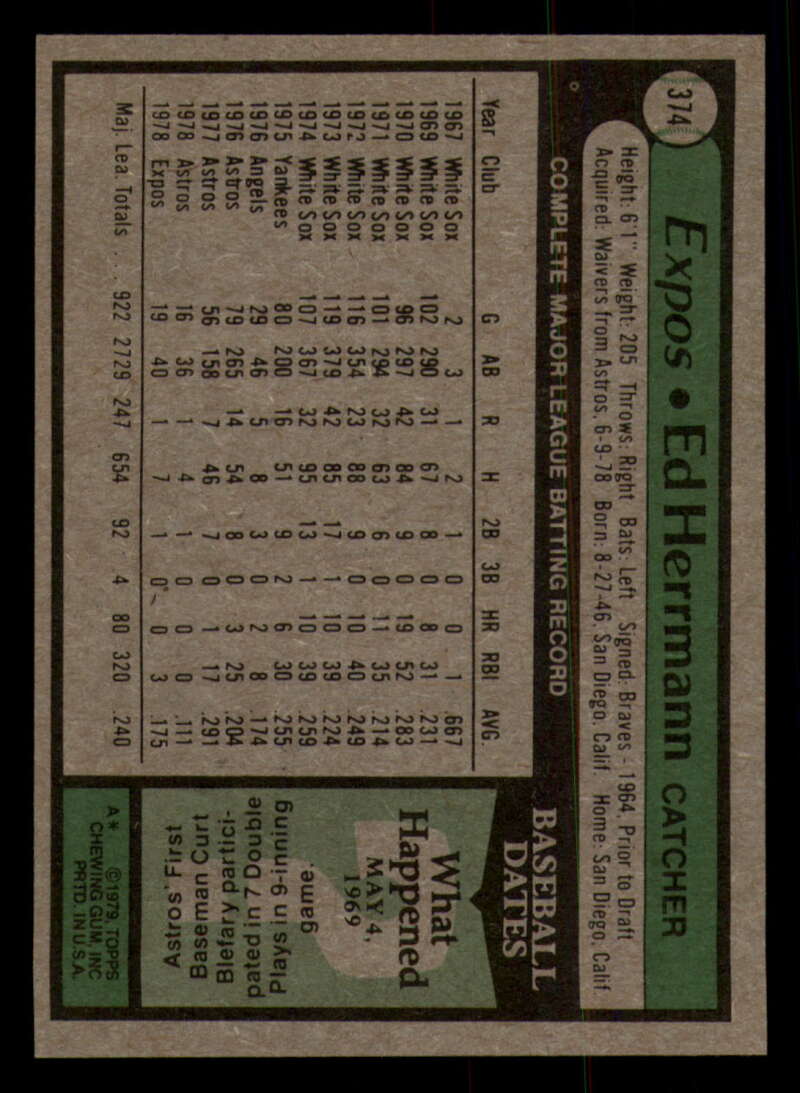 374 Expos • Ed Herrmann CATCHER
Height: 6'1" Weight: 205 Throws: Right Bats: Left Signed: Braves - 1964, Prior to Draft
Acquired: Waivers from Astros, 6-9-78 Born: 8-27-46, San Diego, Calif. Home: San Diego, Calif.
COMPLETE MAJOR LEAGUE BATTING RECORD
Year Club G AB R H 2B 3B HR RBI AVG.
1967 White Sox 2 3 1 2 1 0 0 1 .667
1969 White Sox 102 290 31 67 8 0 8 31 .231
1970 White Sox 96 297 42 84 9 0 19 52 .283
1971 White Sox 101 294 32 63 6 0 11 35 .214
1972 White Sox 116 354 23 88 9 0 10 40 .249
1973 White Sox 119 379 42 85 17 1 10 39 .224
1974 White Sox 107 367 32 95 13 1 10 39 .259
1975 Yankees 80 200 16 51 9 2 6 30 .255
1976 Angels 29 46 5 8 3 0 2 8 .174
1976 Astros 79 265 14 54 8 0 3 25 .204
1977 Astros 56 158 7 46 7 0 1 17 .291
1978 Astros 16 36 1 4 1 0 0 0 .111
1978 Expos 19 40 1 7 1 0 0 3 .175
Maj. Lea. Totals . . . 922 2729 247 654 92 4 80 320 .240
BASEBALL
DATES
What
Happened
MAY 4,
1969
Astros' First
Baseman Curt
Blefary partici-
pated in 7 Double
Plays in 9-inning
game.
A * ©1979, TOPPS
CHEWING GUM, INC
PRTD. IN U.S.A.